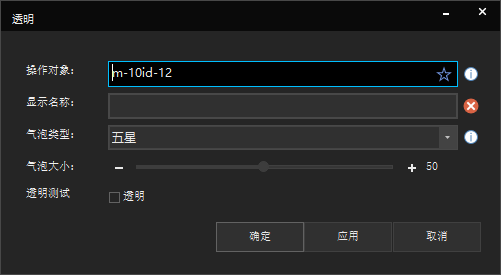 透明
操作对象:
m-10id-12
显示名称:
气泡类型:
五星
气泡大小:
50
透明测试
透明
确定
应用
取消